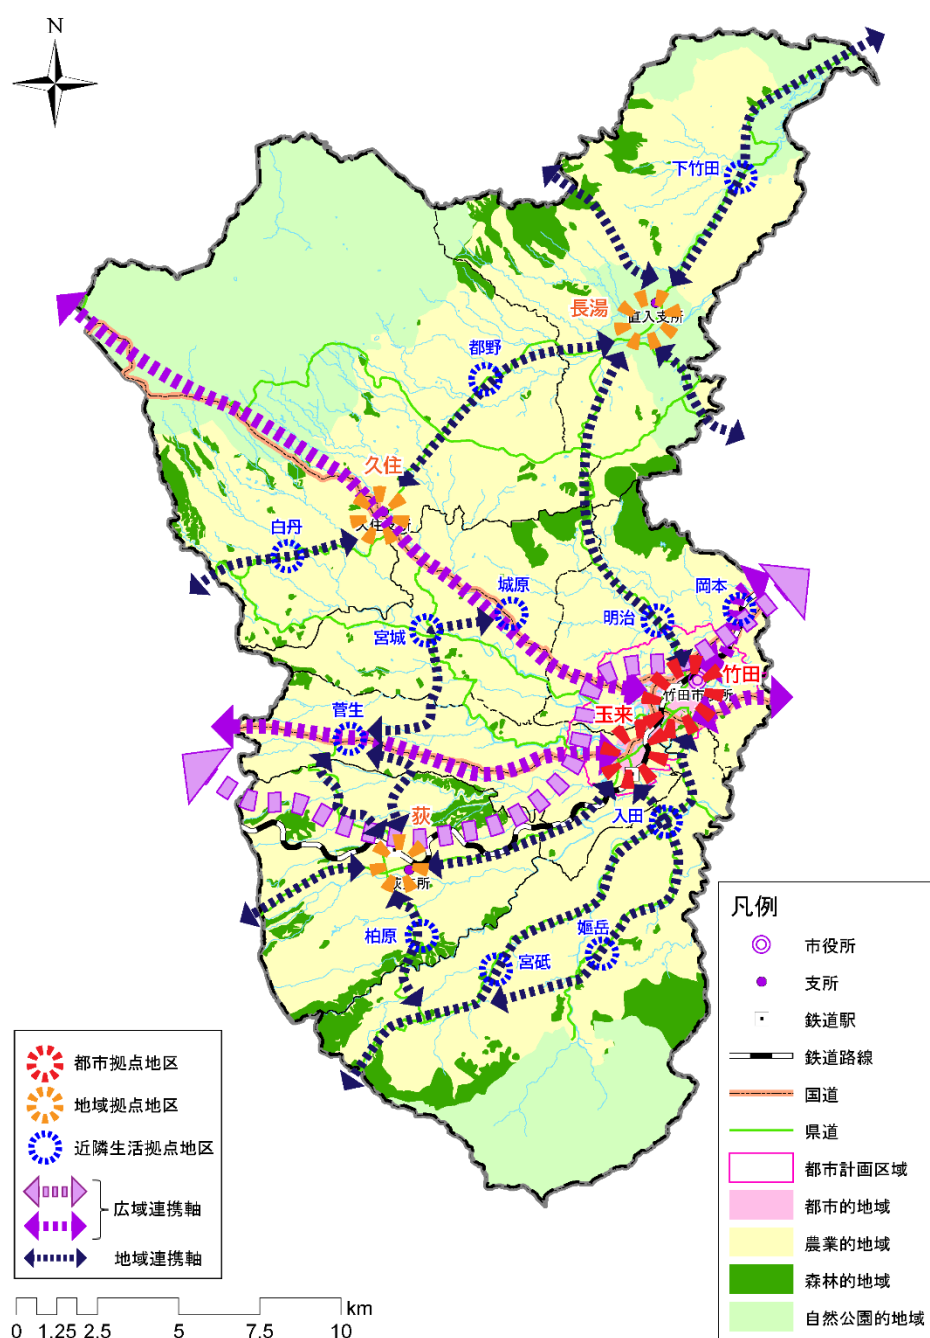 N
下竹田
長湯
直入支所
都野
久住
久住支所
白丹
城原
岡本
宮城
明治
竹田
竹田市役所
菅生
玉来
荻
入田
荻支所
柏原
嫗岳
宮砥
凡例
市役所
支所
鉄道駅
鉄道路線
国道
県道
都市計画区域
都市的地域
農業的地域
森林的地域
自然公園的地域
都市拠点地区
地域拠点地区
近隣生活拠点地区
広域連携軸
地域連携軸
km
0 1.25 2.5 5 7.5 10